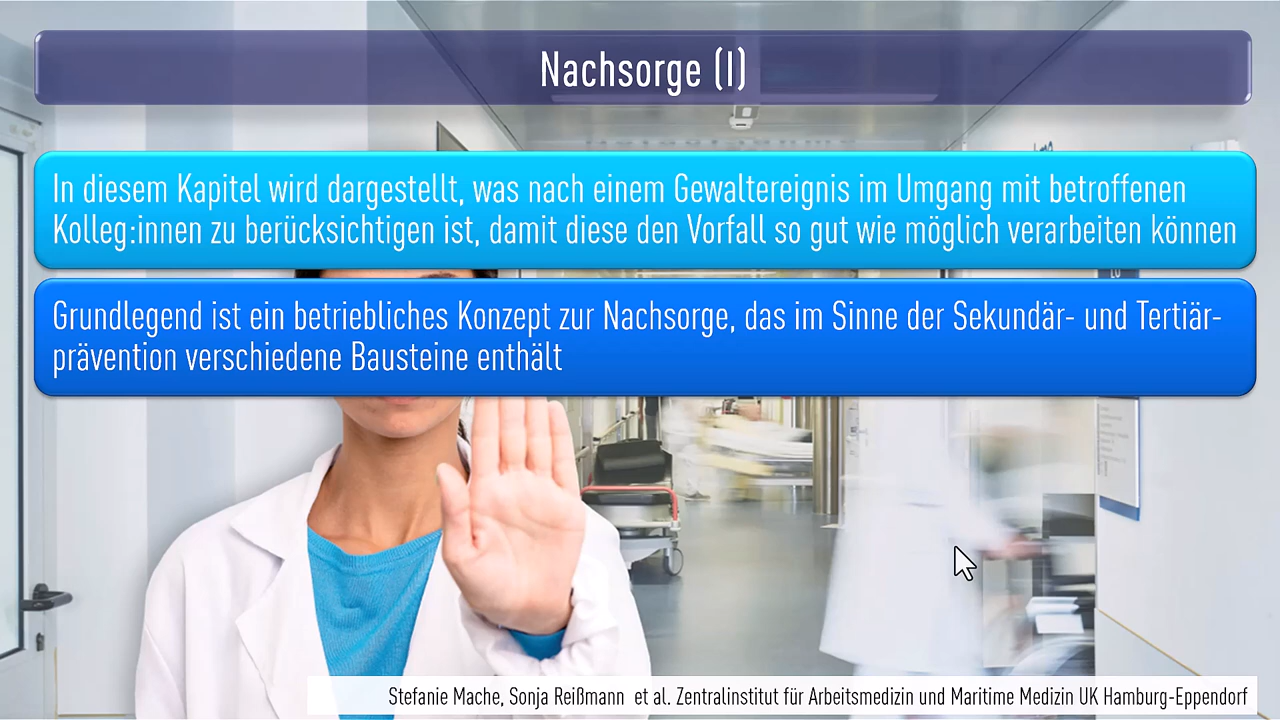 Nachsorge (I)
In diesem Kapitel wird dargestellt, was nach einem Gewaltereignis im Umgang mit betroffenen
Kolleg:innen zu berücksichtigen ist, damit diese den Vorfall so gut wie möglich verarbeiten können
Grundlegend ist ein betriebliches Konzept zur Nachsorge, das im Sinne der Sekundär- und Tertiär-
prävention verschiedene Bausteine enthält
Stefanie Mache, Sonja Reißmann et al. Zentralinstitut für Arbeitsmedizin und Maritime Medizin UK Hamburg-Eppendorf